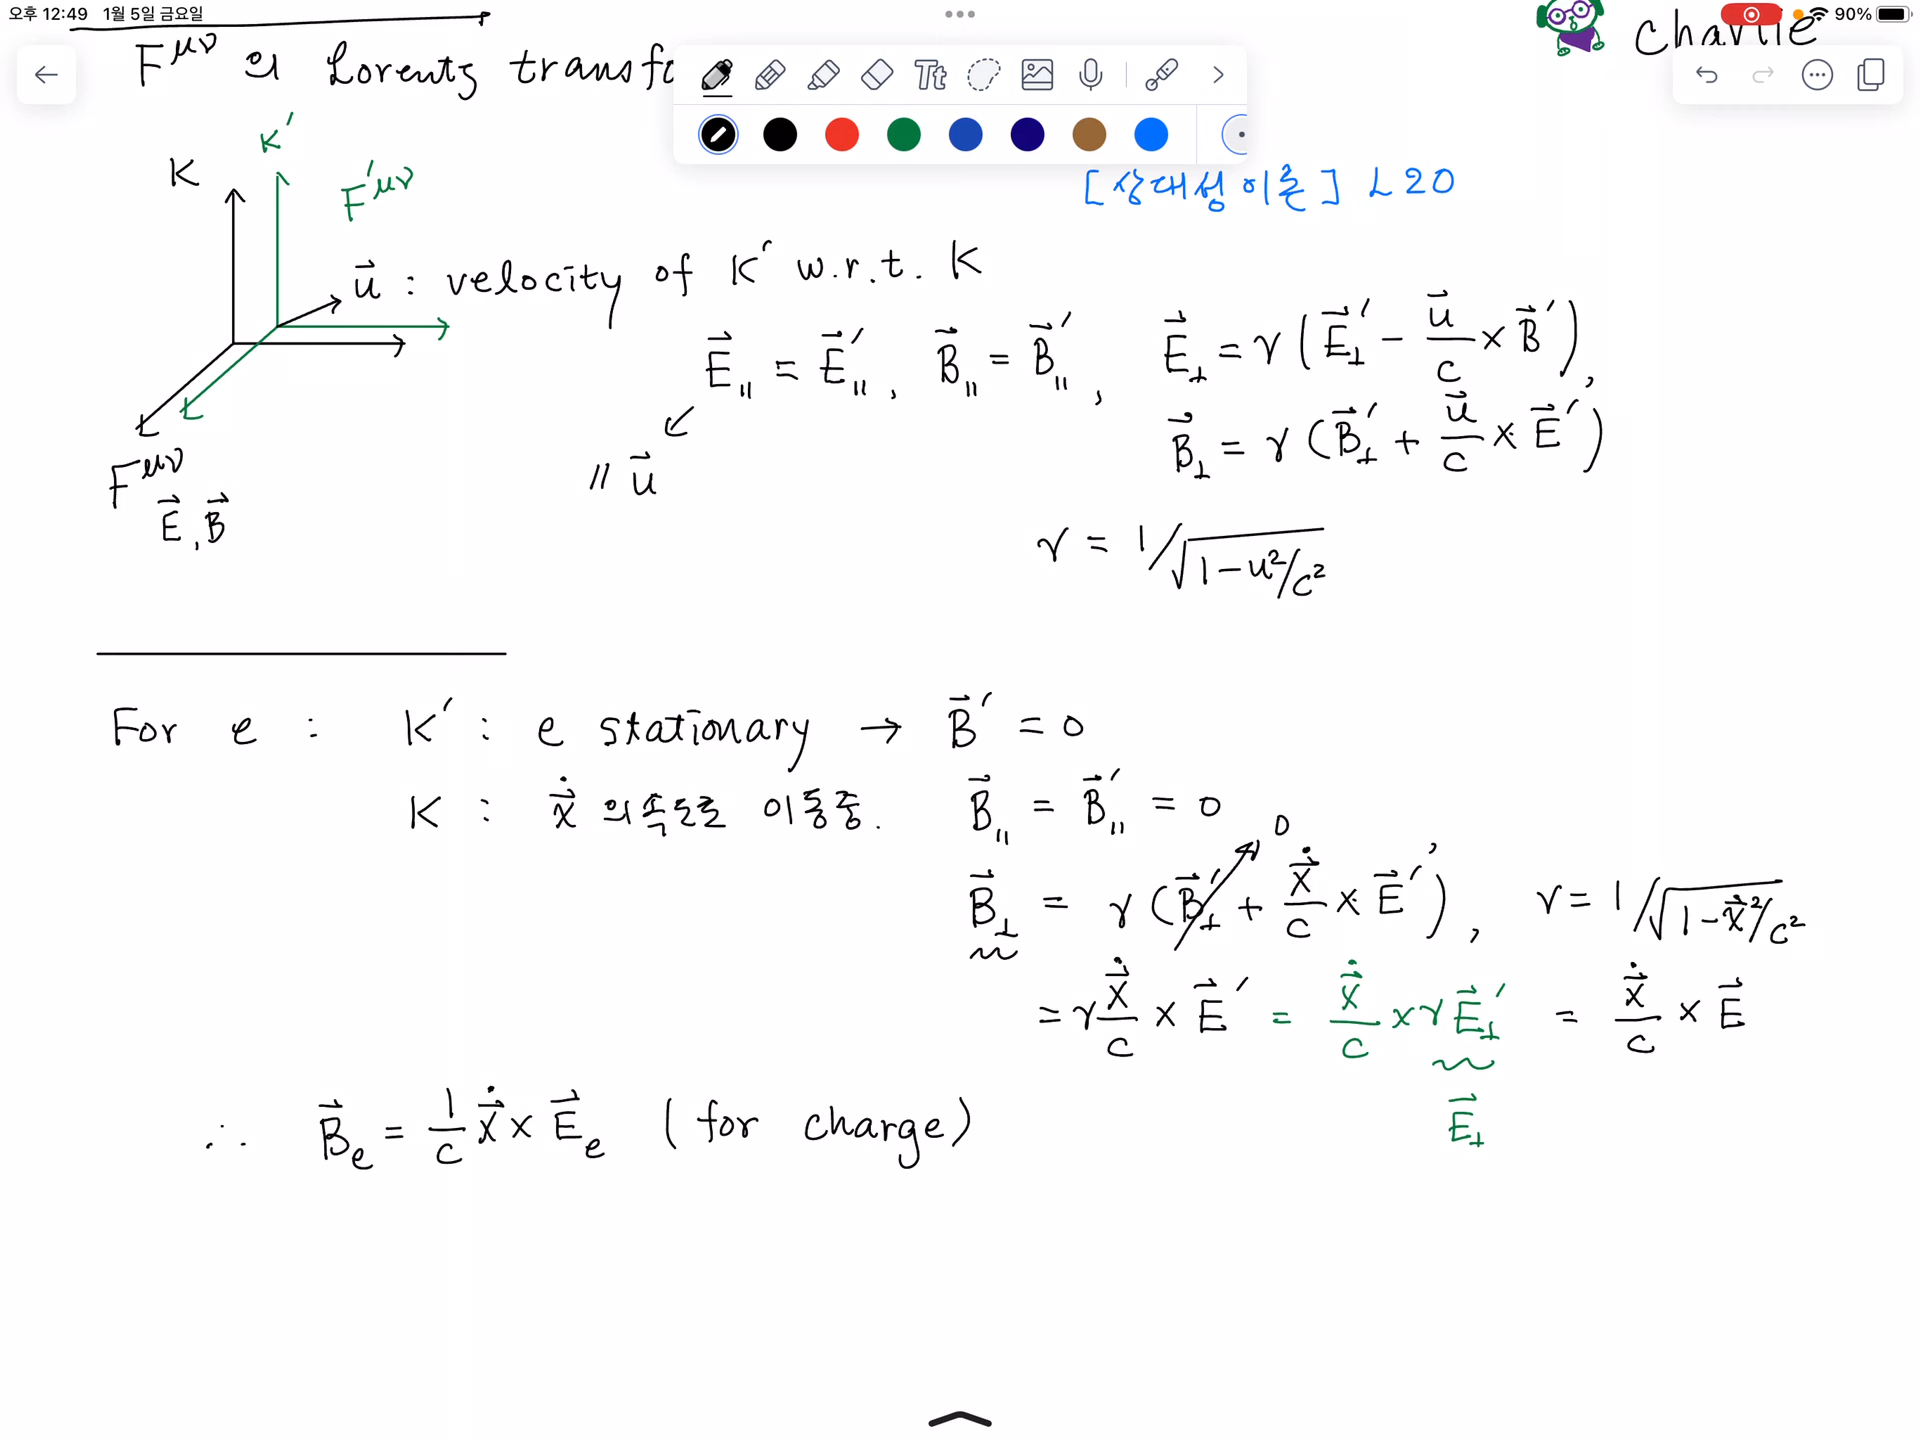 오후 12:49 1월 5일 금요일
90%
charlie
F^μν 의 Lorentz transfo
Tt
K
K′
F′^μν
[상대성이론] L20
u⃗ : velocity of K′ w.r.t. K
E⃗∥ = E⃗′∥, B⃗∥ = B⃗′∥, E⃗⊥ = γ(E⃗′⊥ − u⃗/c × B⃗′),
∥ u⃗
B⃗⊥ = γ(B⃗′⊥ + u⃗/c × E⃗′)
F^μν
E⃗, B⃗
γ = 1/√(1−u²/c²)
For e : K′ : e stationary → B⃗′ = 0
K : ẋ⃗ 의 속도로 이동중. B⃗∥ = B⃗′∥ = 0
B⃗⊥ = γ(B⃗′⊥ 0 + ẋ⃗/c × E⃗′), γ = 1/√(1−ẋ⃗²/c²)
= γ ẋ⃗/c × E⃗′ = ẋ⃗/c × γE⃗′⊥ = ẋ⃗/c × E⃗
E⃗⊥
∴ B⃗e = 1/c ẋ⃗ × E⃗e (for charge)